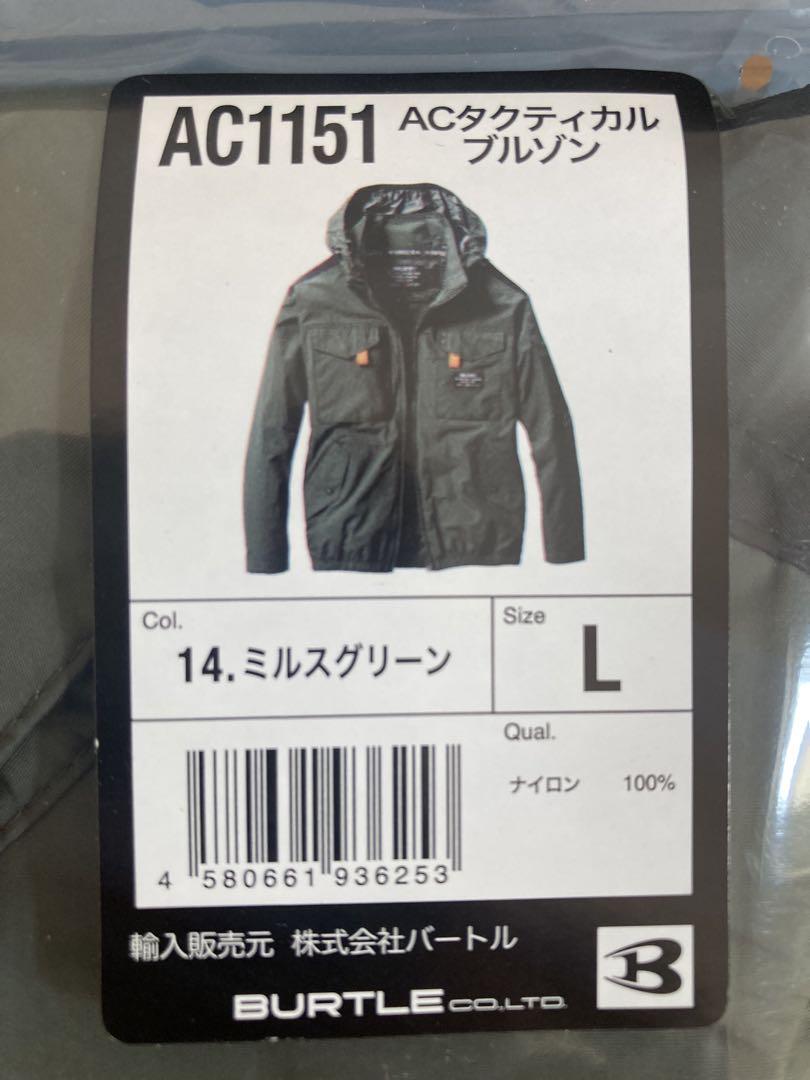 AC1151
ACタクティカル
ブルゾン
Col.
14.ミルスグリーン
Size
L
Qual.
ナイロン 100%
4 580661 936253
輸入販売元 株式会社バートル
BURTLE CO.,LTD.